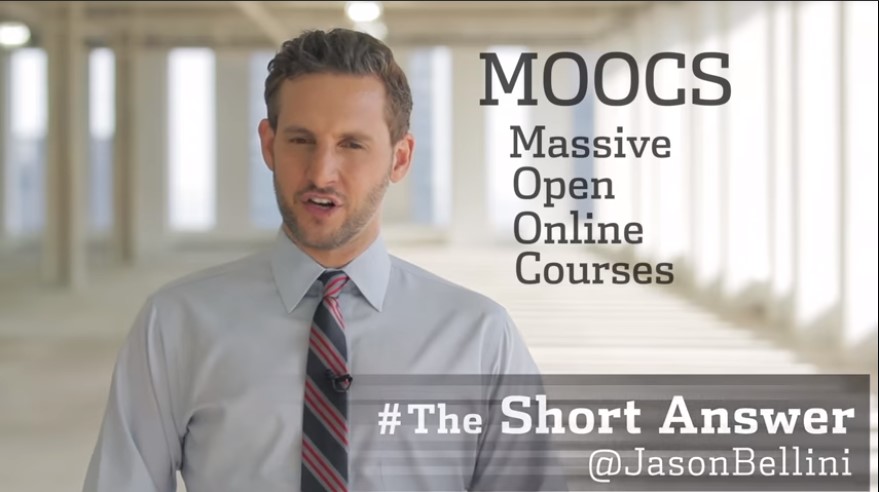 MOOCS
Massive
Open
Online
Courses
#The Short Answer
@JasonBellini